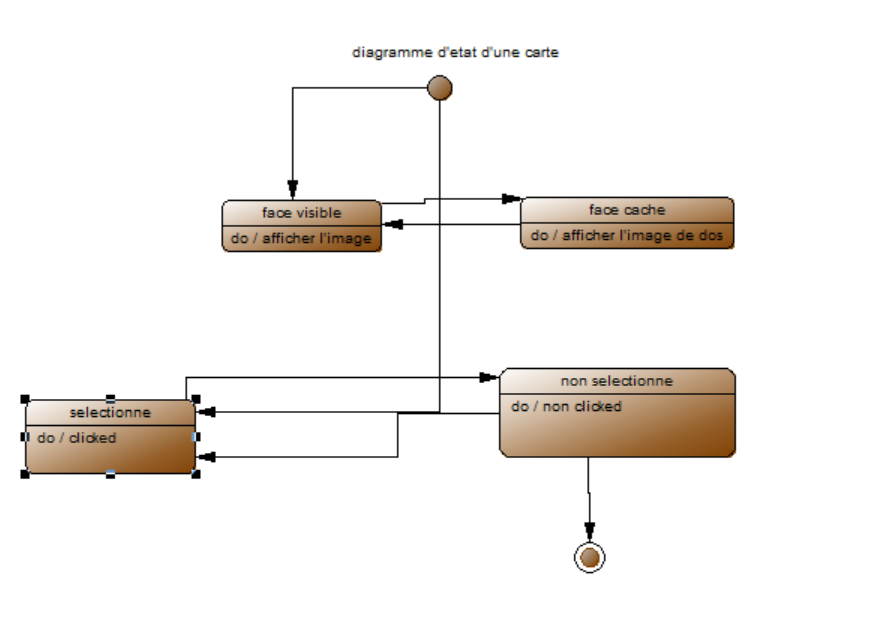 diagramme d'etat d'une carte
face visible
do / afficher l'image
face cache
do / afficher l'image de dos
selectionne
do / clicked
non selectionne
do / non clicked